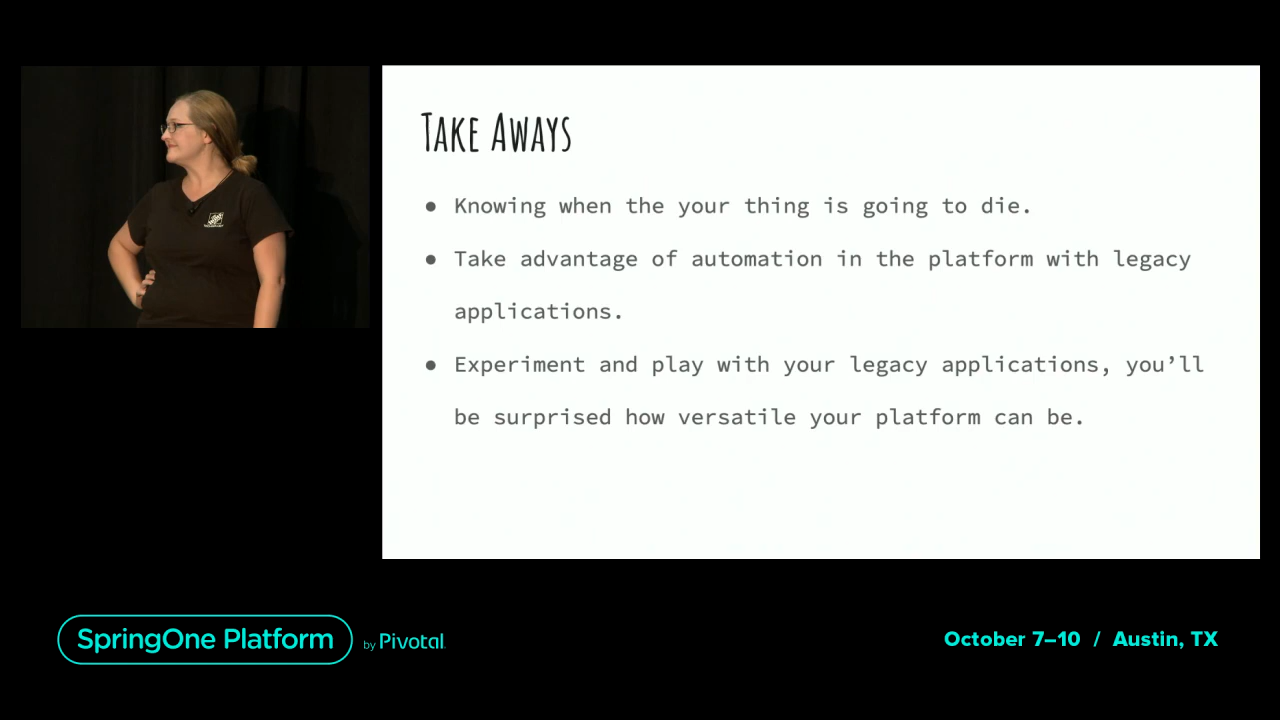 Take Aways
● Knowing when the your thing is going to die.
● Take advantage of automation in the platform with legacy
applications.
● Experiment and play with your legacy applications, you’ll
be surprised how versatile your platform can be.
SpringOne Platform by Pivotal
October 7–10 / Austin, TX